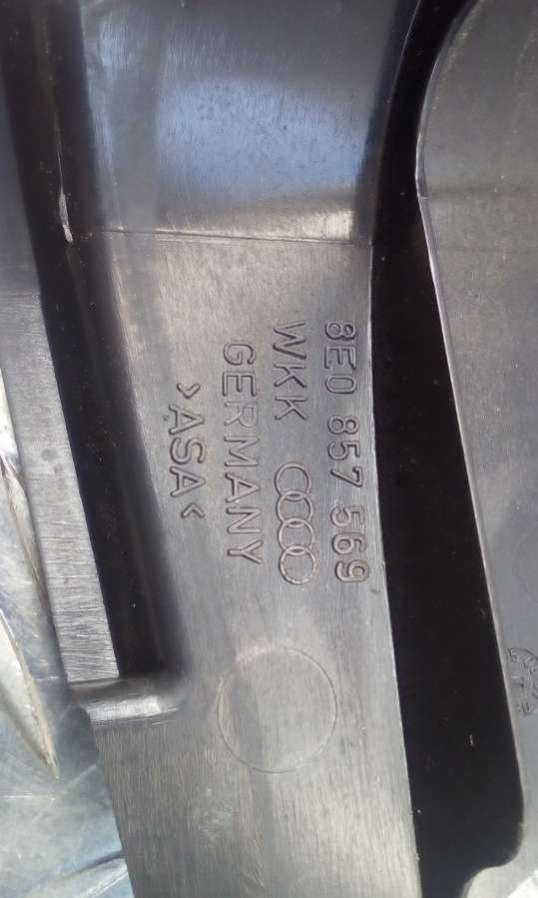 8E0 857 569
WKK
GERMANY
>ASA<